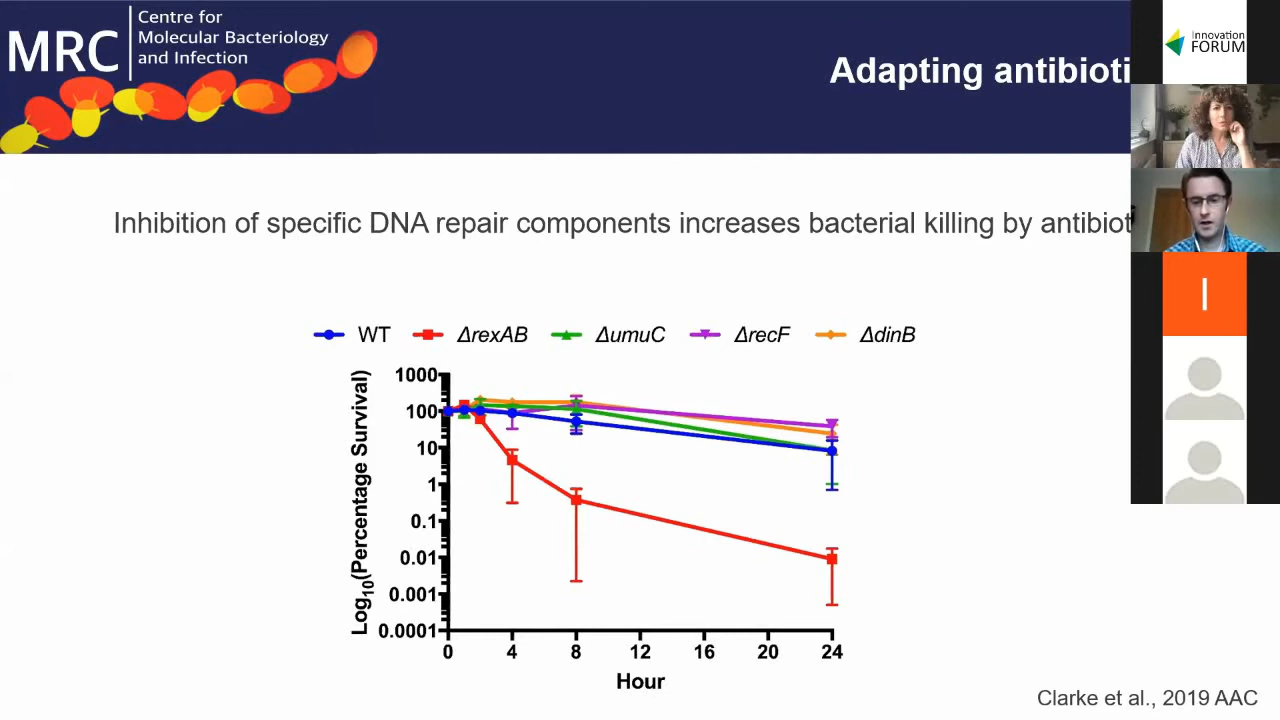 MRC
Centre for
Molecular Bacteriology
and Infection
Adapting antibioti
Innovation
FORUM
Inhibition of specific DNA repair components increases bacterial killing by antibiot
I
WT ΔrexAB ΔumuC ΔrecF ΔdinB
Log10(Percentage Survival)
1000
100
10
1
0.1
0.01
0.001
0.0001
0 4 8 12 16 20 24
Hour
Clarke et al., 2019 AAC